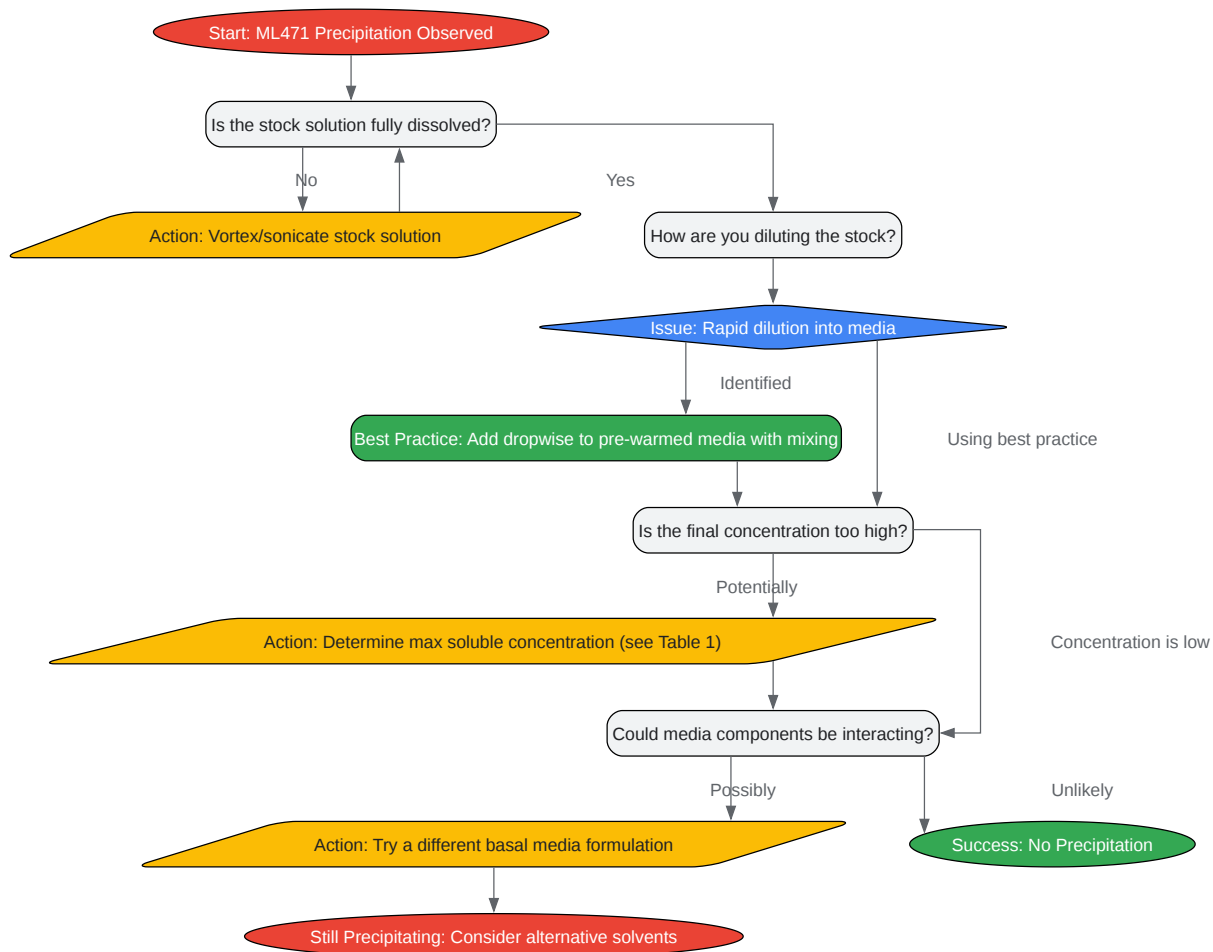 Start: ML471 Precipitation Observed
Is the stock solution fully dissolved?
No
Yes
Action: Vortex/sonicate stock solution
How are you diluting the stock?
Issue: Rapid dilution into media
Identified
Best Practice: Add dropwise to pre-warmed media with mixing
Using best practice
Is the final concentration too high?
Potentially
Action: Determine max soluble concentration (see Table 1)
Concentration is low
Could media components be interacting?
Possibly
Unlikely
Action: Try a different basal media formulation
Success: No Precipitation
Still Precipitating: Consider alternative solvents